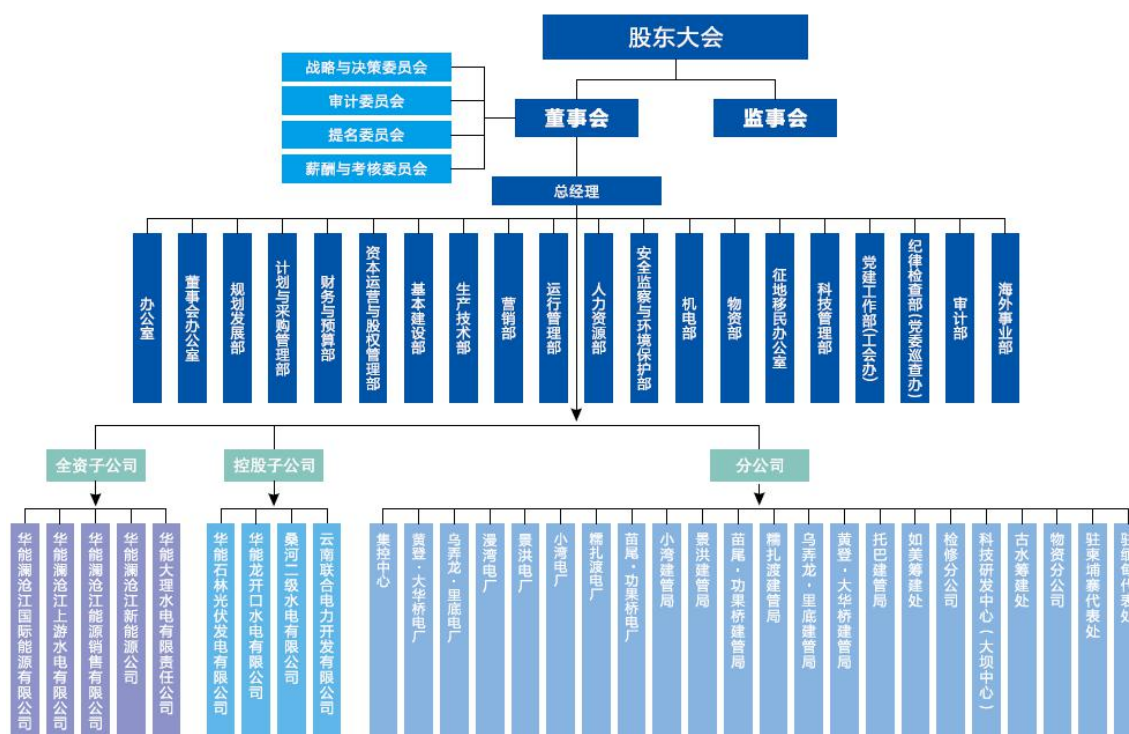 股东大会
战略与决策委员会
审计委员会
提名委员会
薪酬与考核委员会
董事会
监事会
总经理
办公室
董事会办公室
规划发展部
计划与采购管理部
财务与预算部
资本运营与股权管理部
基本建设部
生产技术部
营销部
运行管理部
人力资源部
安全监察与环境保护部
机电部
物资部
征地移民办公室
科技管理部
党建工作部(工会办)
纪律检查部(党委巡查办)
审计部
海外事业部
全资子公司
控股子公司
分公司
华能澜沧江国际能源有限公司
华能澜沧江上游水电有限公司
华能澜沧江能源销售有限公司
华能澜沧江新能源公司
华能大理水电有限责任公司
华能石林光伏发电有限公司
华能龙开口水电有限公司
桑河二级水电有限公司
云南联合电力开发有限公司
集控中心
黄登·大华桥电厂
乌弄龙·里底电厂
漫湾电厂
景洪电厂
小湾电厂
糯扎渡电厂
苗尾·功果桥电厂
小湾建管局
景洪建管局
苗尾·功果桥建管局
糯扎渡建管局
乌弄龙·里底建管局
黄登·大华桥建管局
托巴建管局
如美筹建处
检修分公司
科技研发中心(大坝中心)
古水筹建处
物资分公司
驻柬埔寨代表处
驻缅甸代表处